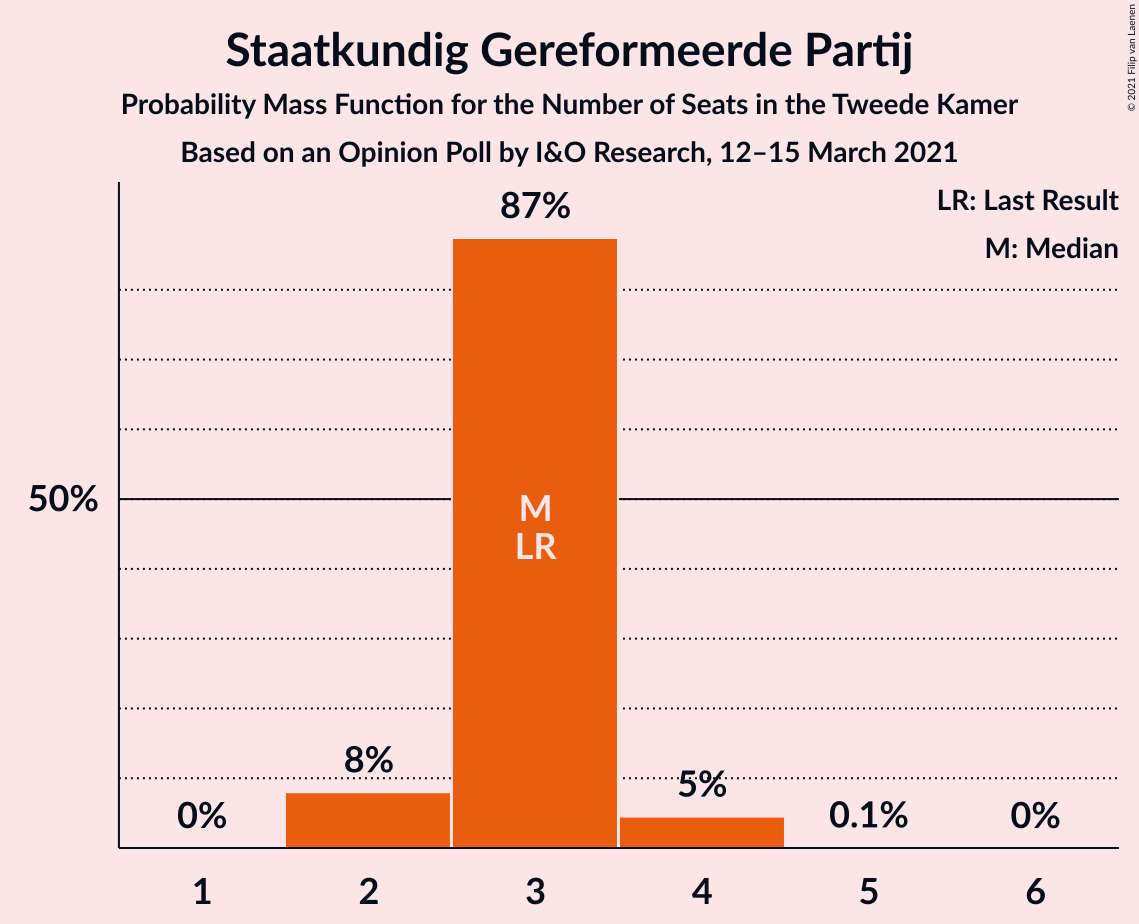 Staatkundig Gereformeerde Partij
Probability Mass Function for the Number of Seats in the Tweede Kamer
Based on an Opinion Poll by I&O Research, 12–15 March 2021
© 2021 Filip van Laenen
LR: Last Result
M: Median
87%
50%
M
LR
8%
5%
0%
0.1%
0%
1
2
3
4
5
6